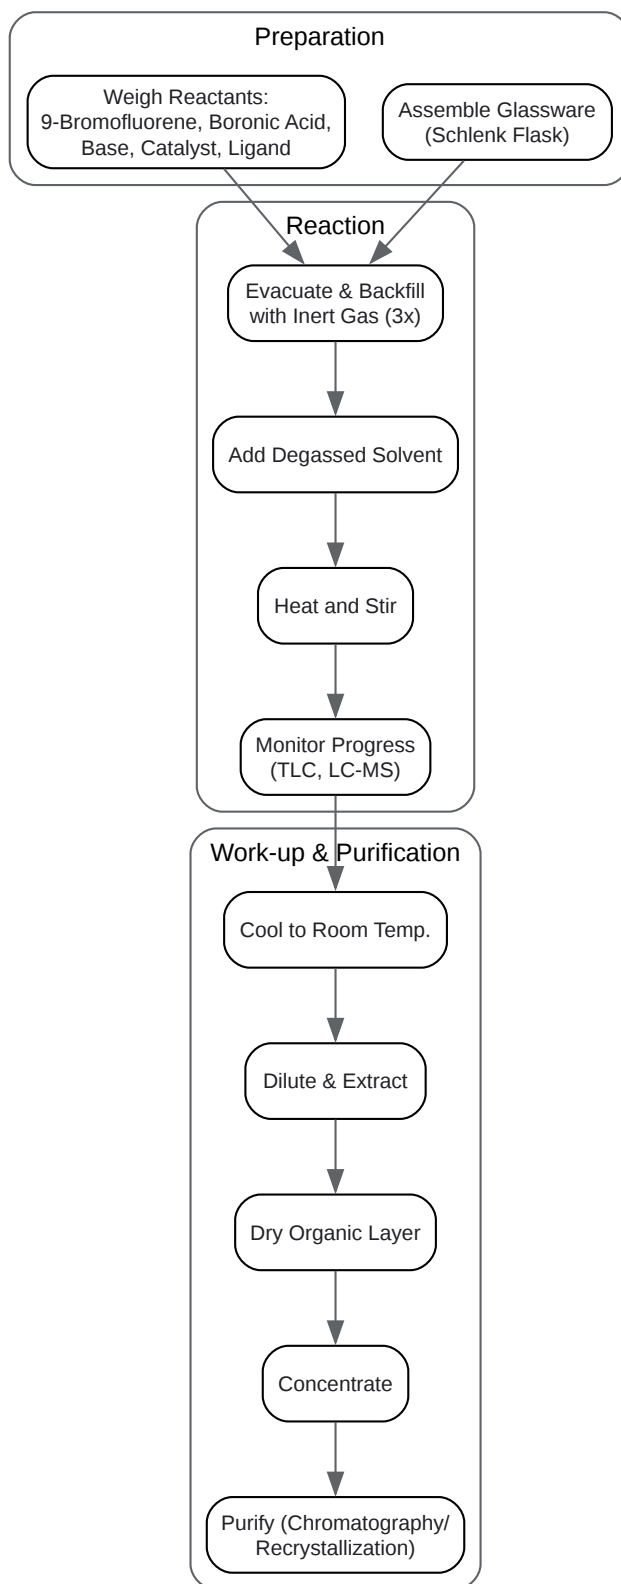 Preparation
Weigh Reactants:
9-Bromofluorene, Boronic Acid,
Base, Catalyst, Ligand
Assemble Glassware
(Schlenk Flask)
Reaction
Evacuate & Backfill
with Inert Gas (3x)
Add Degassed Solvent
Heat and Stir
Monitor Progress
(TLC, LC-MS)
Work-up & Purification
Cool to Room Temp.
Dilute & Extract
Dry Organic Layer
Concentrate
Purify (Chromatography/
Recrystallization)